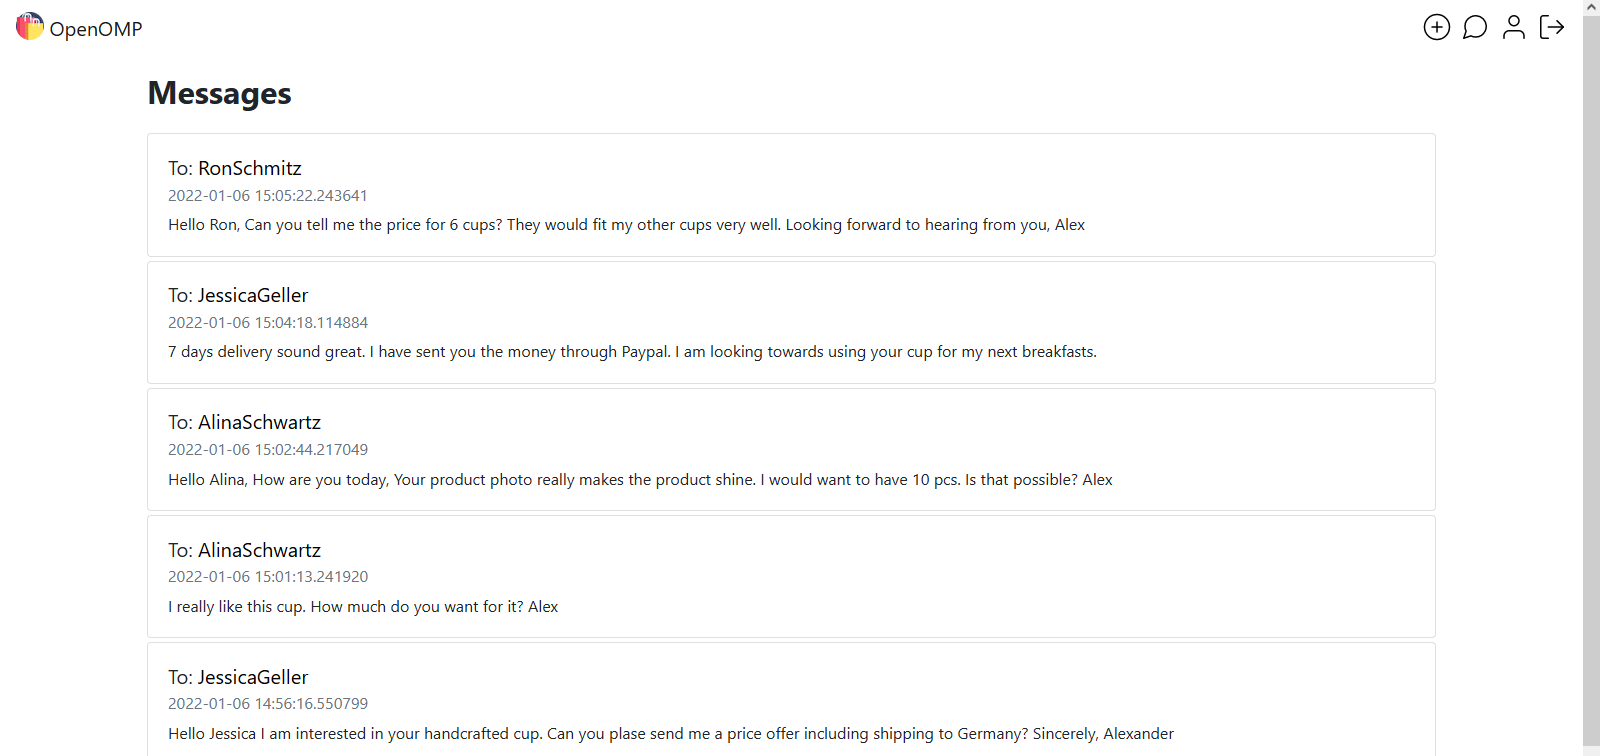 OpenOMP
Messages
To: RonSchmitz
2022-01-06 15:05:22.243641
Hello Ron, Can you tell me the price for 6 cups? They would fit my other cups very well. Looking forward to hearing from you, Alex
To: JessicaGeller
2022-01-06 15:04:18.114884
7 days delivery sound great. I have sent you the money through Paypal. I am looking towards using your cup for my next breakfasts.
To: AlinaSchwartz
2022-01-06 15:02:44.217049
Hello Alina, How are you today, Your product photo really makes the product shine. I would want to have 10 pcs. Is that possible? Alex
To: AlinaSchwartz
2022-01-06 15:01:13.241920
I really like this cup. How much do you want for it? Alex
To: JessicaGeller
2022-01-06 14:56:16.550799
Hello Jessica I am interested in your handcrafted cup. Can you plase send me a price offer including shipping to Germany? Sincerely, Alexander